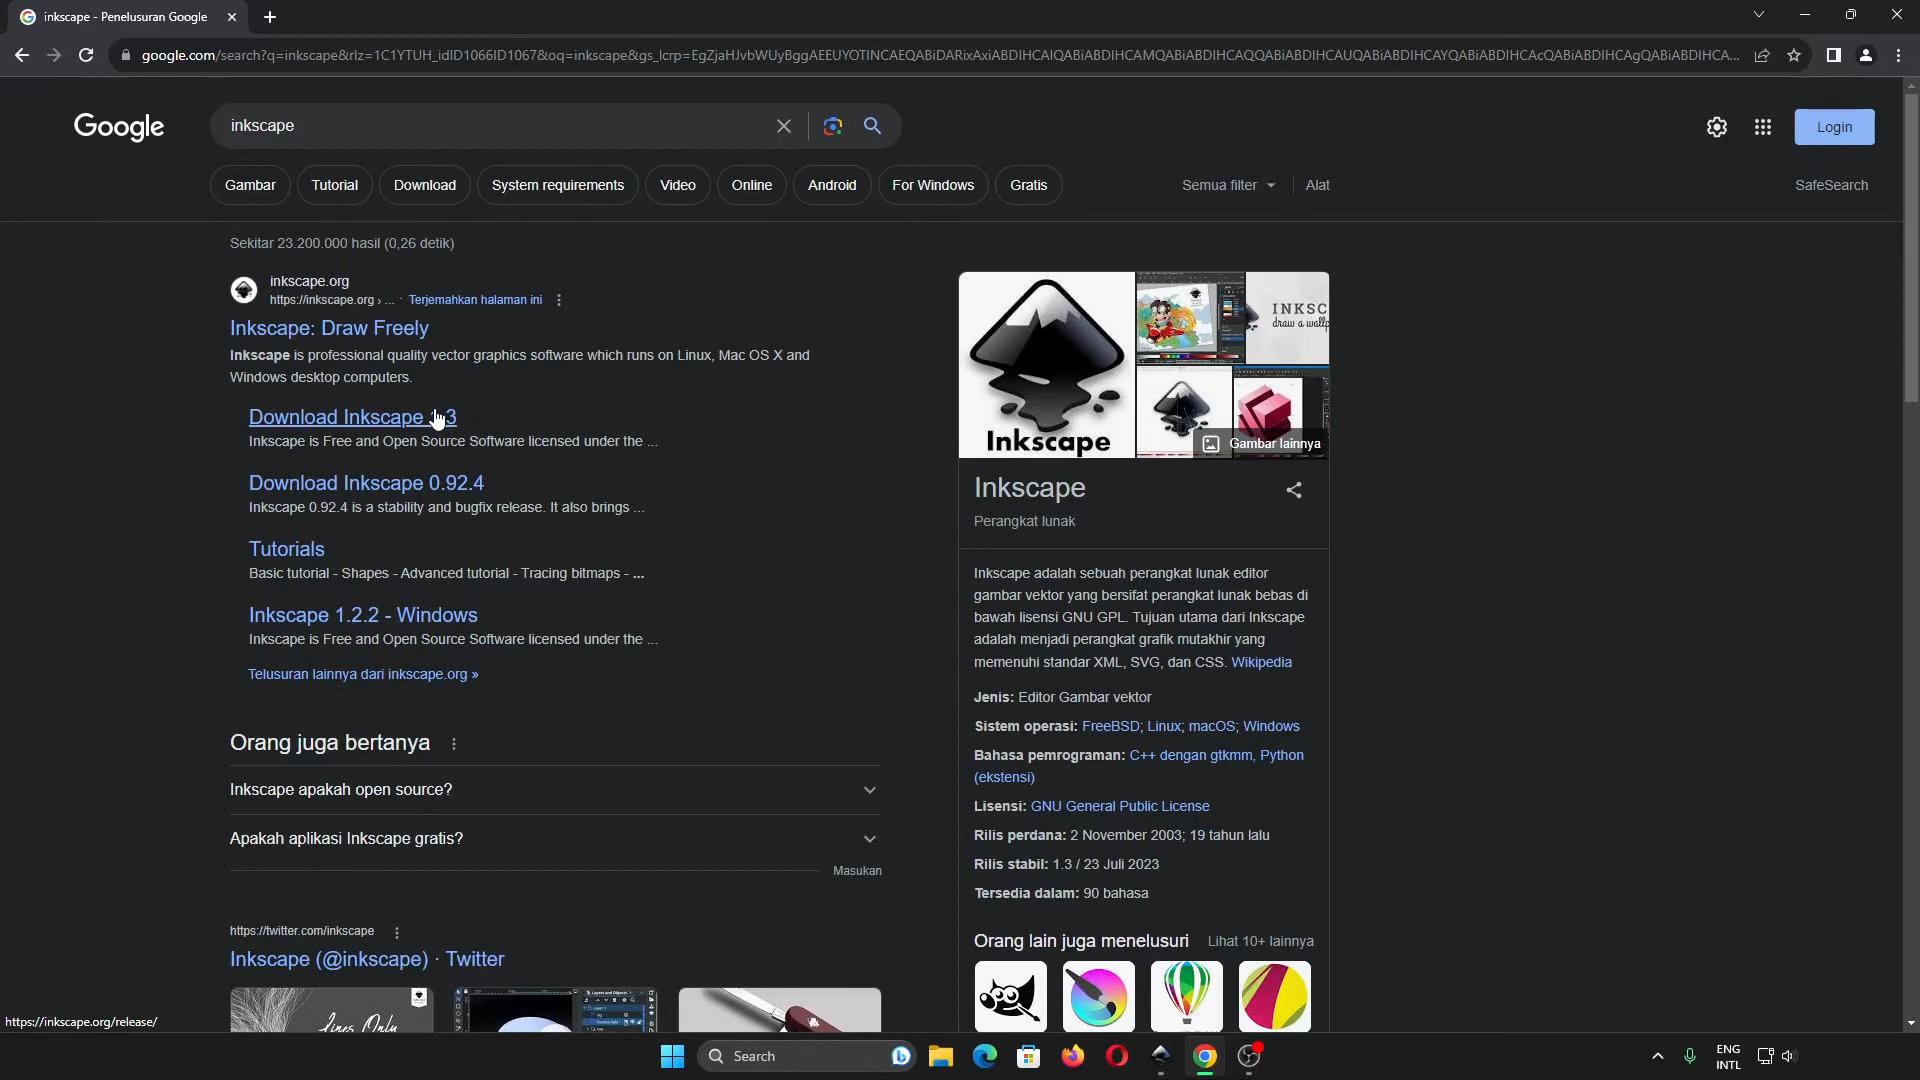 inkscape - Penelusuran Google
google.com/search?q=inkscape&rlz=1C1YTUH_idID1066ID1067&oq=inkscape&gs_lcrp=EgZjaHJvbWUyBggAEEUYOTINCAEQABiDARixAxiABDIHCAIQABiABDIHCAMQABiABDIHCAQQABiABDIHCAUQABiABDIHCAYQABiABDIHCAcQABiABDIHCAgQABiABDIHCA...
Google
inkscape
Login
Gambar
Tutorial
Download
System requirements
Video
Online
Android
For Windows
Gratis
Semua filter
Alat
SafeSearch
Sekitar 23.200.000 hasil (0,26 detik)
inkscape.org
https://inkscape.org › ... · Terjemahkan halaman ini
Inkscape: Draw Freely
Inkscape is professional quality vector graphics software which runs on Linux, Mac OS X and
Windows desktop computers.
Download Inkscape 3
Inkscape is Free and Open Source Software licensed under the ...
Download Inkscape 0.92.4
Inkscape 0.92.4 is a stability and bugfix release. It also brings ...
Tutorials
Basic tutorial - Shapes - Advanced tutorial - Tracing bitmaps - ...
Inkscape 1.2.2 - Windows
Inkscape is Free and Open Source Software licensed under the ...
Telusuran lainnya dari inkscape.org »
Orang juga bertanya
Inkscape apakah open source?
Apakah aplikasi Inkscape gratis?
Masukan
https://twitter.com/inkscape
Inkscape (@inkscape) · Twitter
Lines Only
Inkscape
INKSC
draw a wallp
Gambar lainnya
Inkscape
Perangkat lunak
Inkscape adalah sebuah perangkat lunak editor
gambar vektor yang bersifat perangkat lunak bebas di
bawah lisensi GNU GPL. Tujuan utama dari Inkscape
adalah menjadi perangkat grafik mutakhir yang
memenuhi standar XML, SVG, dan CSS. Wikipedia
Jenis: Editor Gambar vektor
Sistem operasi: FreeBSD; Linux; macOS; Windows
Bahasa pemrograman: C++ dengan gtkmm, Python
(ekstensi)
Lisensi: GNU General Public License
Rilis perdana: 2 November 2003; 19 tahun lalu
Rilis stabil: 1.3 / 23 Juli 2023
Tersedia dalam: 90 bahasa
Orang lain juga menelusuri
Lihat 10+ lainnya
https://inkscape.org/release/
Search
ENG
INTL